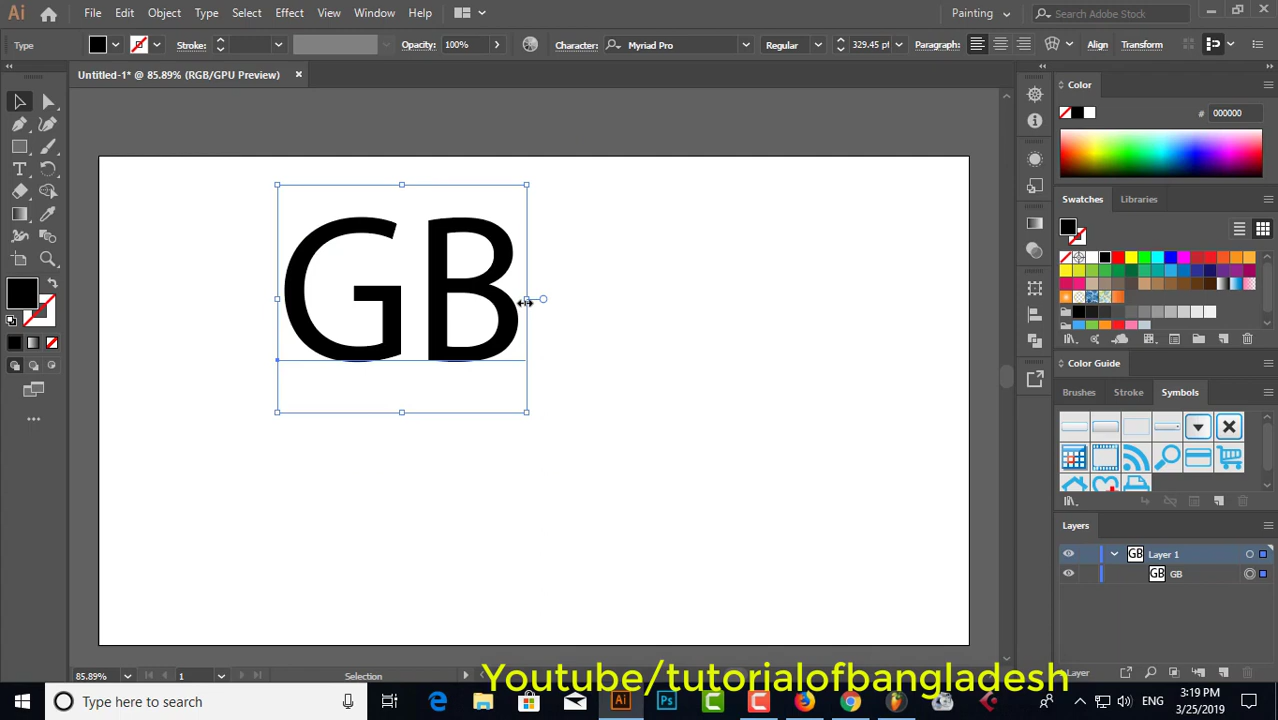 Ai File Edit Object Type Select Effect View Window Help Painting Search Adobe Stock
Type Stroke: Opacity: 100% Character: Myriad Pro Regular 329.45 pt Paragraph: Align Transform
Untitled-1* @ 85.89% (RGB/GPU Preview)
Color
# 000000
Swatches Libraries
GB
Color Guide
Brushes Stroke Symbols
Layers
Layer 1
GB
85.89% 1 Selection
Layer
Youtube/tutorialofbangladesh
Type here to search
Ai Ps C C
ENG
3:19 PM
3/25/2019